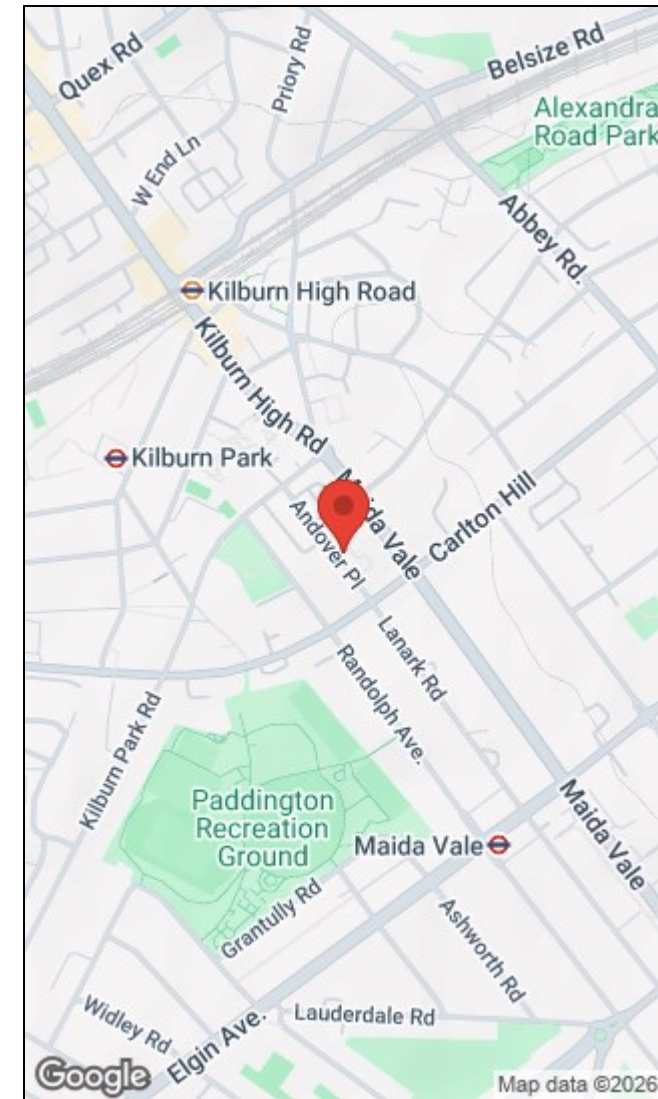 Quex Rd
Priory Rd
Belsize Rd
Alexandra
Road Park
W End Ln
Abbey Rd.
Kilburn High Road
Kilburn High Rd
Kilburn Park
Maida Vale
Carlton Hill
Andover Pl
Lanark Rd
Randolph Ave.
Kilburn Park Rd
Paddington
Recreation
Ground
Maida Vale
Maida Vale
Grantully Rd
Ashworth Rd
Widley Rd
Elgin Ave.
Lauderdale Rd
Google
Map data ©2026